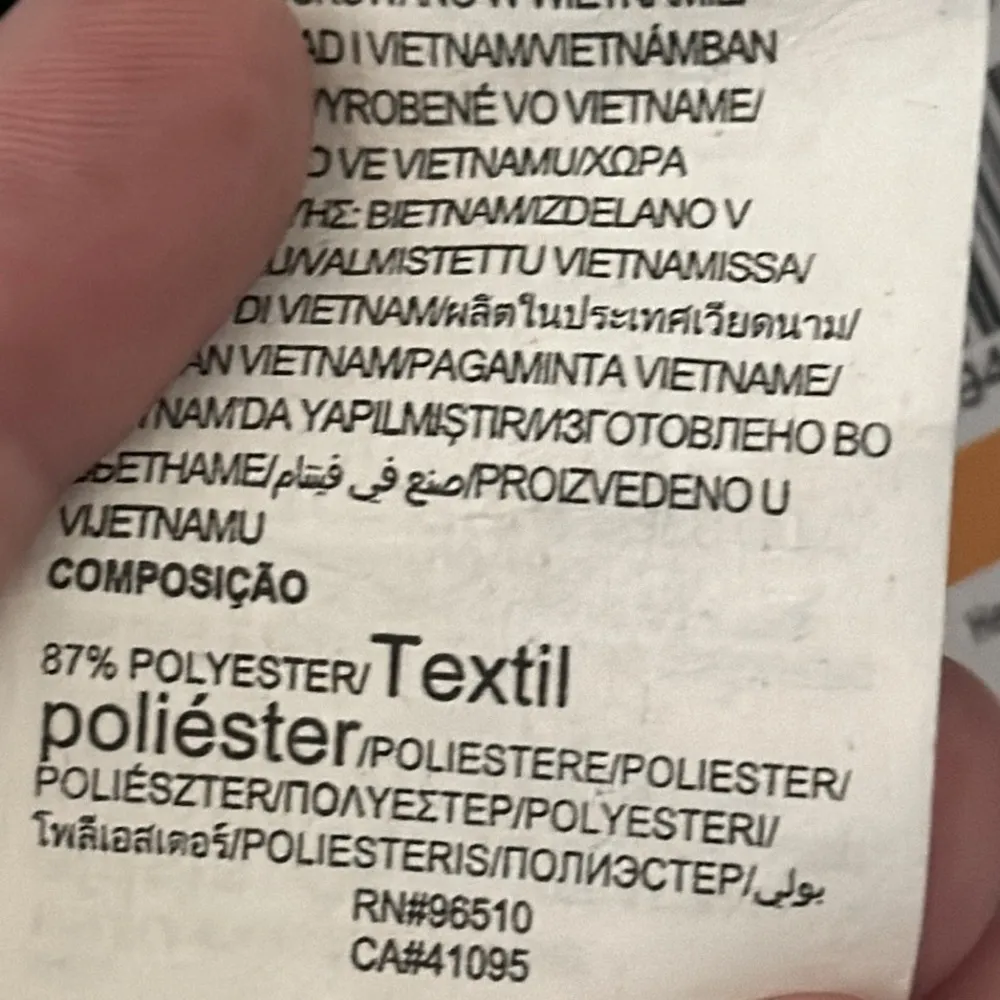 AD I VIETNAM/VIETNÁMBAN
VYROBENÉ VO VIETNAME/
VE VIETNAMU/ΧΩΡΑ
ΗΣ: ΒΙΕΤΝΑΜ/IZDELANO V
VALMISTETTU VIETNAMISSA/
DI VIETNAM/ผลิตในประเทศเวียดนาม/
AN VIETNAM/PAGAMINTA VIETNAME/
NAM'DA YAPILMIŞTIR/ИЗГОТОВЛЕНО ВО
ЬЕТНАМЕ/صنع في فيتنام/PROIZVEDENO U
VIJETNAMU
COMPOSIÇÃO
87% POLYESTER/Textil
poliéster/POLIESTERE/POLIESTER/
POLIÉSZTER/ΠΟΛΥΕΣΤΕΡ/POLYESTERI/
โพลีเอสเตอร์/POLIESTERIS/ПОЛИЭСТЕР/بولي
RN#96510
CA#41095